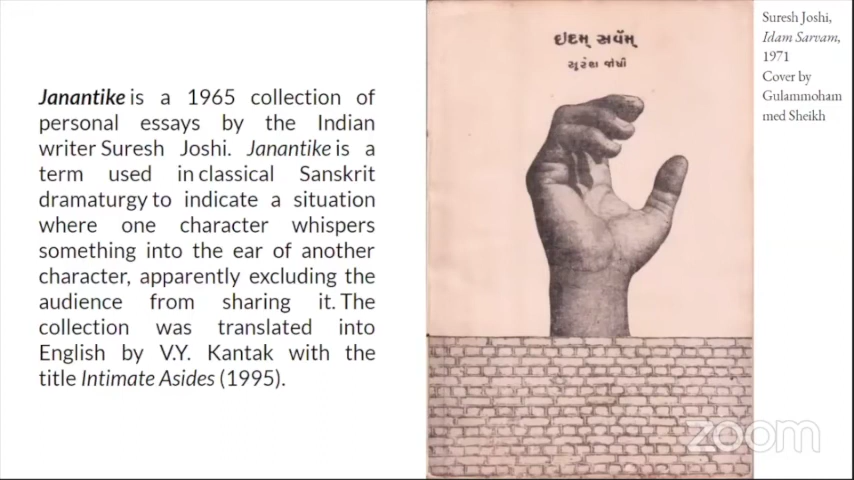 Janantike is a 1965 collection of
personal essays by the Indian
writer Suresh Joshi. Janantike is a
term used in classical Sanskrit
dramaturgy to indicate a situation
where one character whispers
something into the ear of another
character, apparently excluding the
audience from sharing it. The
collection was translated into
English by V.Y. Kantak with the
title Intimate Asides (1995).
ઇદમ્ સર્વમ્
સુરેશ જોષી
Suresh Joshi,
Idam Sarvam,
1971
Cover by
Gulammoham
med Sheikh
zoom